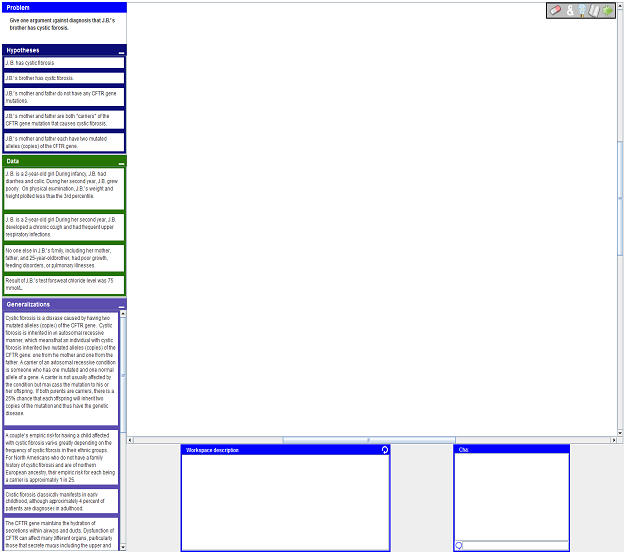 Problem
Give one argument against diagnosis that J.B.'s
brother has cystic forosis.
Hypotheses
J. B. has cystic fibrosis.
J.B.'s brother has cystic fibrosis.
J.B.'s mother and father do not have any CFTR gene
mutations.
J.B.'s mother and father are both "carriers" of the
CFTR gene mutation that causes cystic fibrosis.
J.B.'s mother and father each have two mutated
alleles (copies) of the CFTR gene.
Data
J. B. is a 2-year-old girl During infancy, J.B. had
diarrhea and colic. During her second year, J.B. grew
poorly. On physical examination, J.B.'s weight and
height plotted less than the 3rd percentile.
J. B. is a 2-year-old girl During her second year, J.B.
developed a chronic cough and had frequent upper
respiratory infections.
No one else in J.B.'s family, including her mother,
father, and 25-year-oldbrother, had poor growth,
feeding disorders, or pulmonary illnesses.
Result of J.B.'s test forsweat chloride level was 75
mmol/L.
Generalizations
Cystic fibrosis is a disease caused by having two
mutated alleles (copies) of the CFTR gene. Cystic
fibrosis is inherited in an autosomal recessive
manner, which meansthat an individual with cystic
fibrosis inherited two mutated alleles (copies) of the
CFTR gene: one from the mother and one from the
father. A carrier of an autosomal recessive condition
is someone who has one mutated and one normal
allele of a gene. A carrier is not usually affected by
the condition but may pass the mutation to his or
her offspring. If both parents are carriers, there is a
25% chance that each offspring will inherit two
copies of the mutation and thus have the genetic
disease.
A couple's empiric risk for having a child affected
with cystic fibrosis varies greatly depending on the
frequency of cystic fibrosis in their ethnic groups.
For North Americans who do not have a family
history of cystic fibrosis and are of northern
European ancestry, their empiric risk for each being
a carrier is approximately 1 in 25.
Cystic fibrosis classically manifests in early
childhood, although approximately 4 percent of
patients are diagnosed in adulthood.
The CFTR gene maintains the hydration of
secretions within airways and ducts. Dysfunction of
CFTR can affect many different organs, particularly
those that secrete mucus including the upper and
Workspace description
Chat